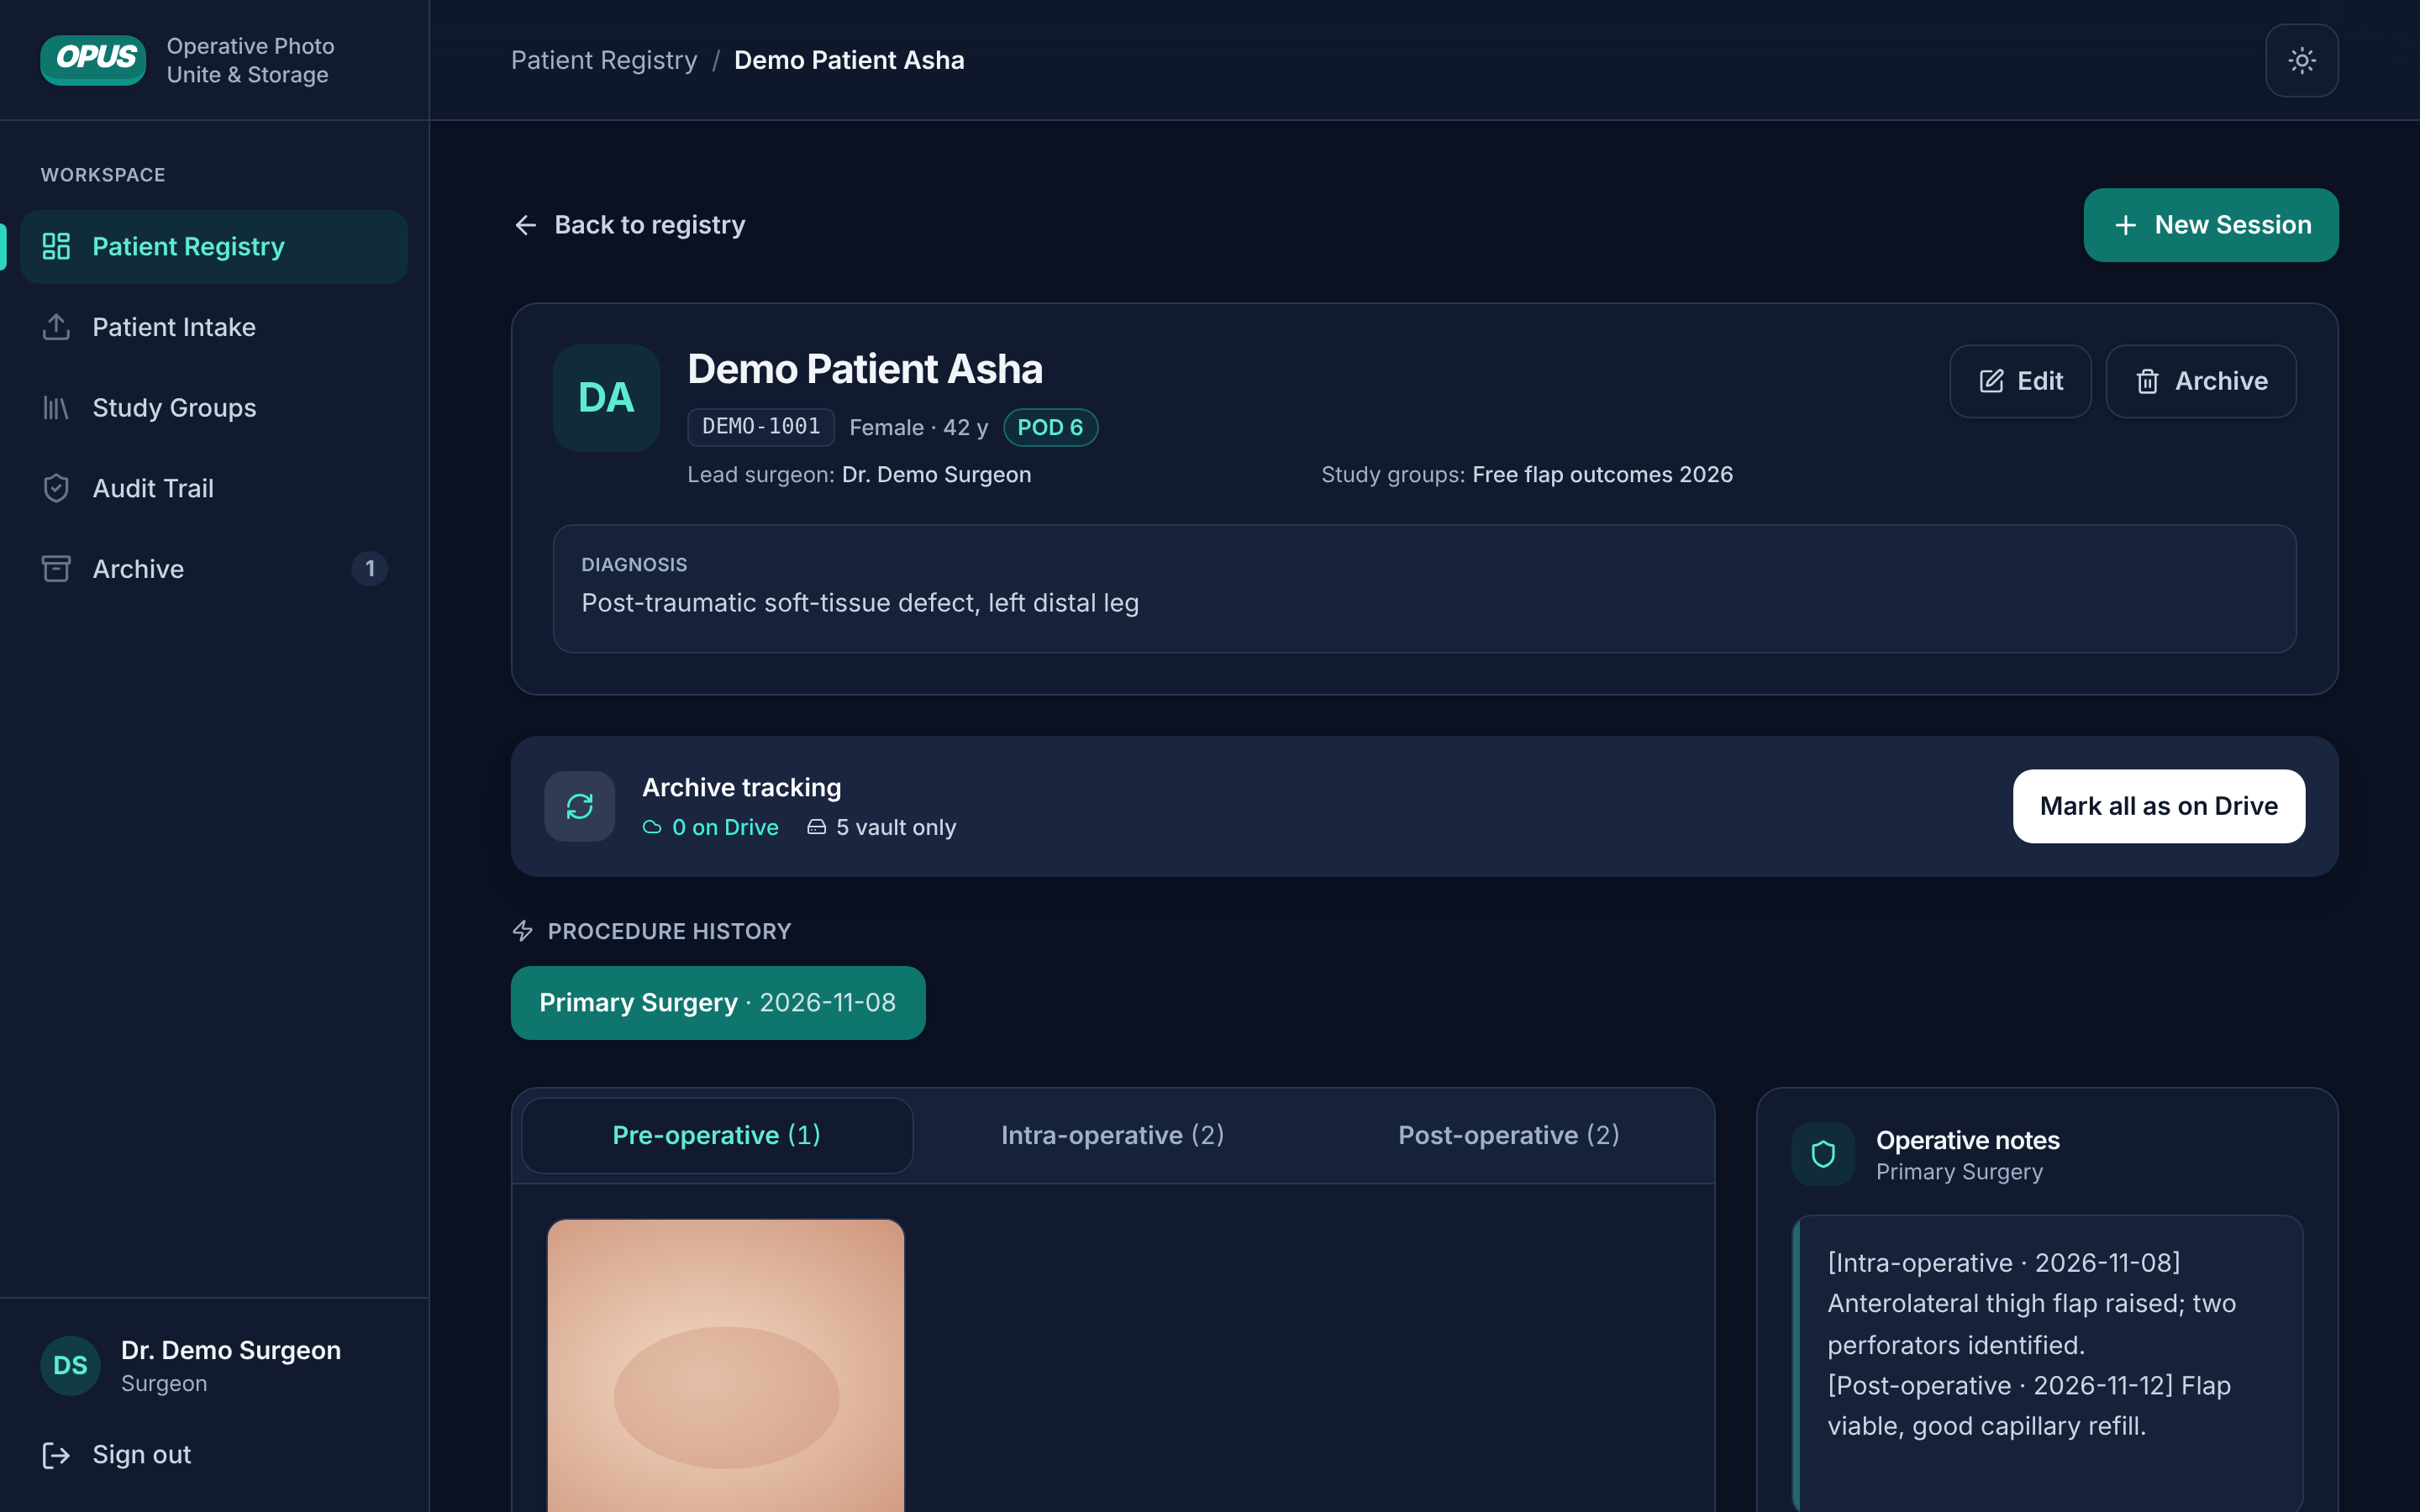 OPUS
Operative Photo
Unite & Storage
Patient Registry / Demo Patient Asha
WORKSPACE
Patient Registry
Patient Intake
Study Groups
Audit Trail
Archive 1
Dr. Demo Surgeon
DS
Surgeon
Sign out
Back to registry
New Session
DA
Demo Patient Asha
DEMO-1001 Female · 42 y POD 6
Lead surgeon: Dr. Demo Surgeon
Study groups: Free flap outcomes 2026
Edit
Archive
DIAGNOSIS
Post-traumatic soft-tissue defect, left distal leg
Archive tracking
0 on Drive 5 vault only
Mark all as on Drive
PROCEDURE HISTORY
Primary Surgery · 2026-11-08
Pre-operative (1) Intra-operative (2) Post-operative (2)
Operative notes
Primary Surgery
[Intra-operative · 2026-11-08]
Anterolateral thigh flap raised; two
perforators identified.
[Post-operative · 2026-11-12] Flap
viable, good capillary refill.